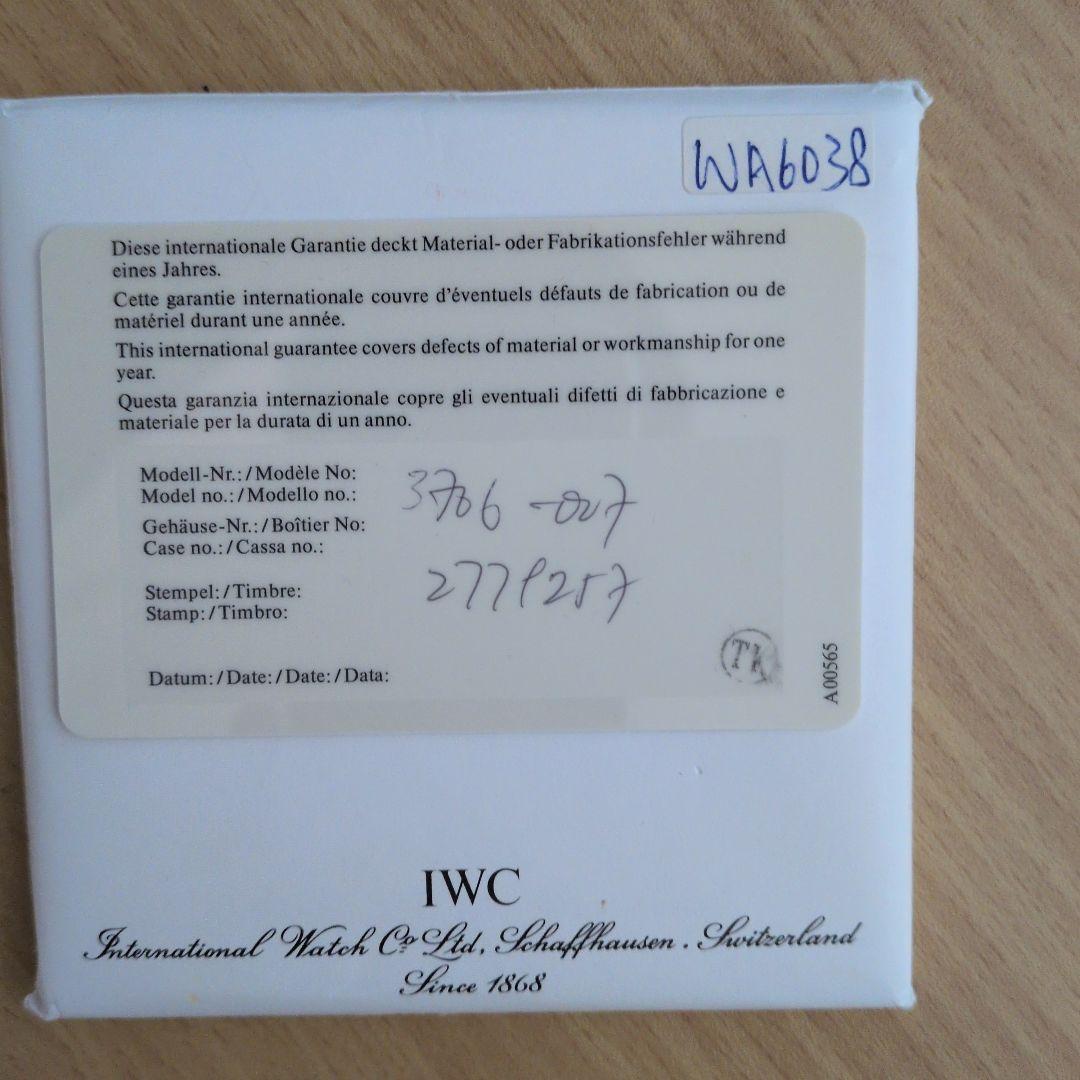 WA6038
Diese internationale Garantie deckt Material- oder Fabrikationsfehler während
eines Jahres.
Cette garantie internationale couvre d'éventuels défauts de fabrication ou de
matériel durant une année.
This international guarantee covers defects of material or workmanship for one
year.
Questa garanzia internazionale copre gli eventuali difetti di fabbricazione e
materiale per la durata di un anno.
Modell-Nr.:/Modèle No:
Model no.:/Modello no.:
3706-007
Gehäuse-Nr.:/Boîtier No:
Case no.:/Cassa no.:
Stempel:/Timbre:
Stamp:/Timbro:
Datum:/Date:/Date:/Data:
A00565
IWC
International Watch Co Ltd, Schaffhausen. Switzerland
Since 1868